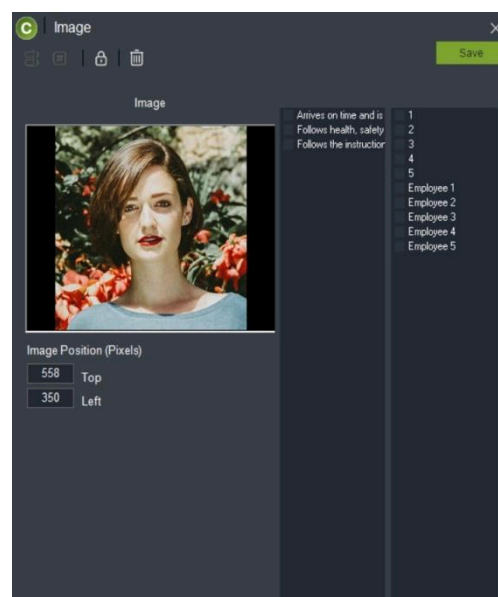 C Image
Save
Image
Arrives on time and is
Follows health, safety
Follows the instruction
1
2
3
4
5
Employee 1
Employee 2
Employee 3
Employee 4
Employee 5
Image Position (Pixels)
558 Top
350 Left